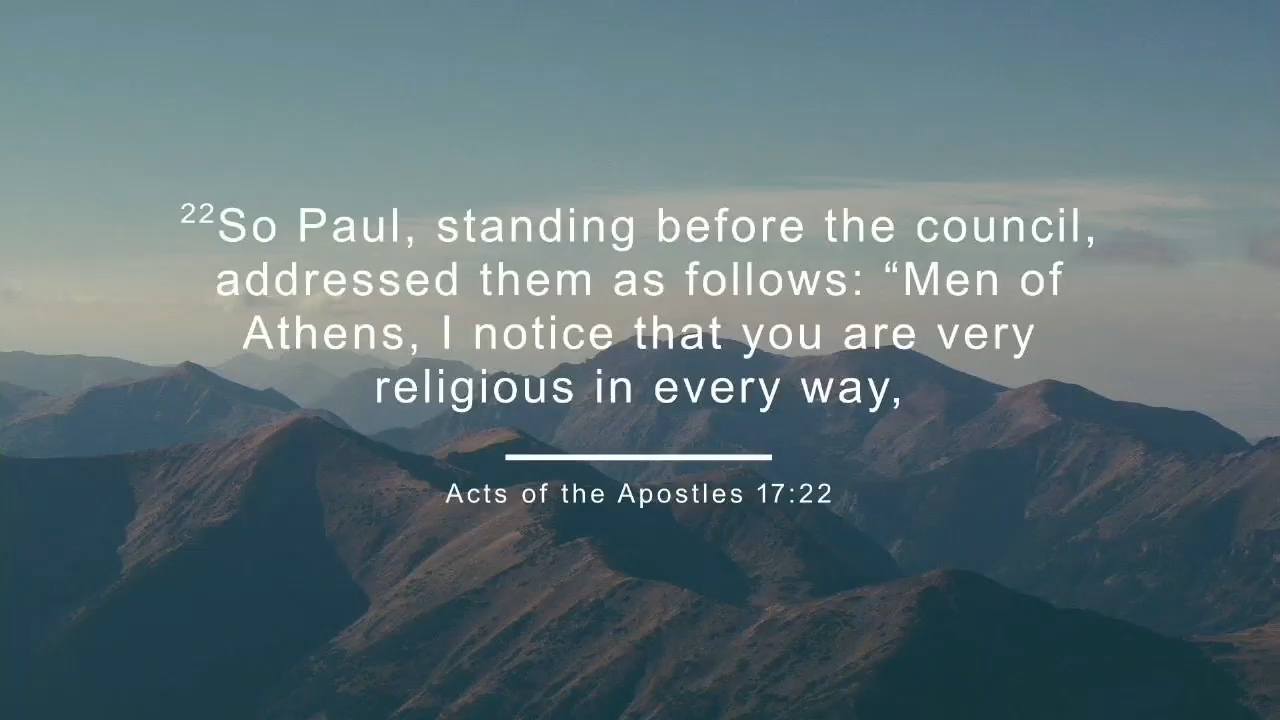 ²²So Paul, standing before the council,
addressed them as follows: “Men of
Athens, I notice that you are very
religious in every way,
Acts of the Apostles 17:22